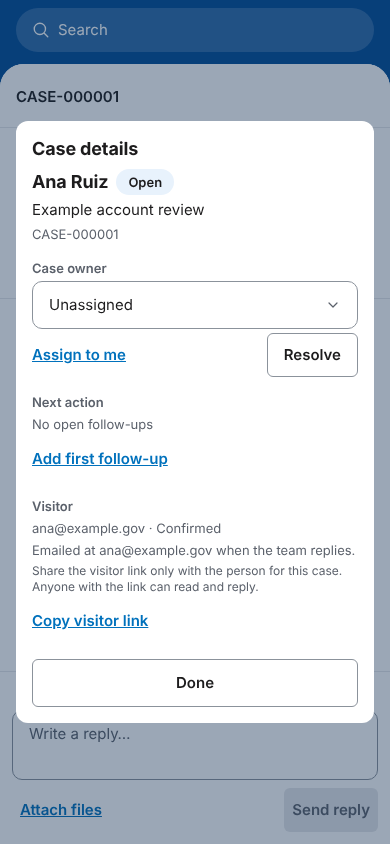 Search
CASE-000001
Case details
Ana Ruiz
Open
Example account review
CASE-000001
Case owner
Unassigned
Assign to me
Resolve
Next action
No open follow-ups
Add first follow-up
Visitor
ana@example.gov · Confirmed
Emailed at ana@example.gov when the team replies.
Share the visitor link only with the person for this case.
Anyone with the link can read and reply.
Copy visitor link
Done
Write a reply...
Attach files
Send reply